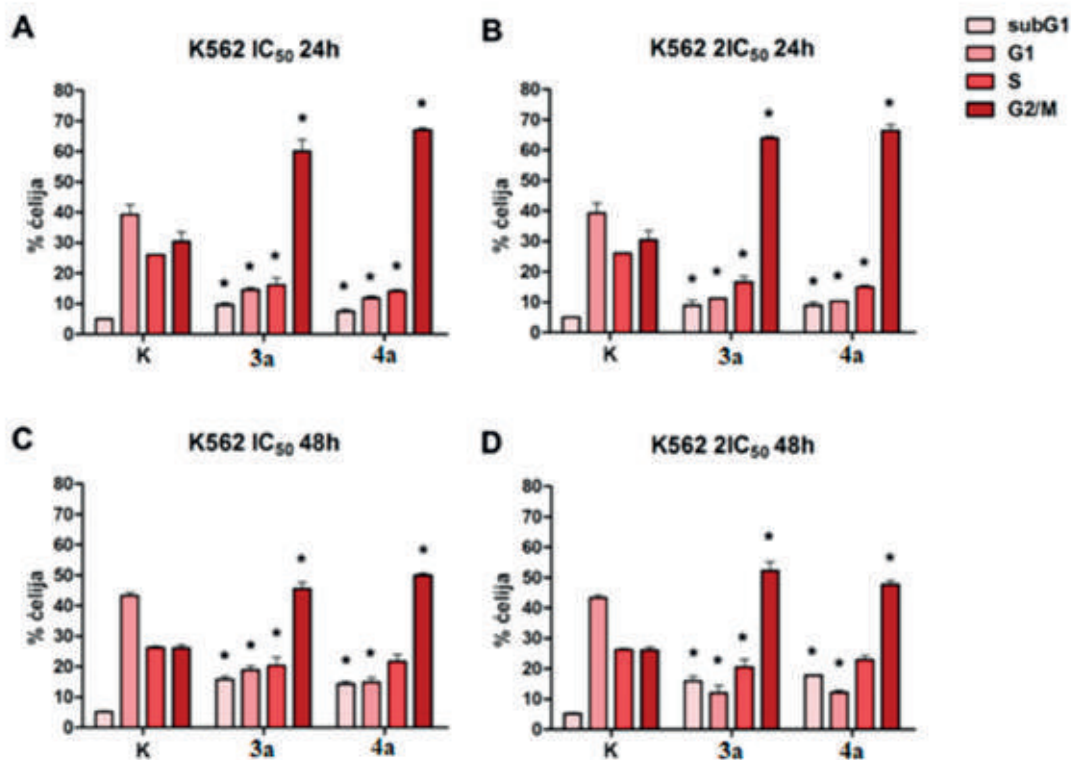 A
K562 IC₅₀ 24h
% ćelija
80
70
60
50
40
30
20
10
0
* * * *
* * * *
K 3a 4a
B
K562 2IC₅₀ 24h
% ćelija
80
70
60
50
40
30
20
10
0
* * * *
* * * *
K 3a 4a
subG1
G1
S
G2/M
C
K562 IC₅₀ 48h
% ćelija
80
70
60
50
40
30
20
10
0
* * * *
* * *
K 3a 4a
D
K562 2IC₅₀ 48h
% ćelija
80
70
60
50
40
30
20
10
0
* * * *
* * *
K 3a 4a